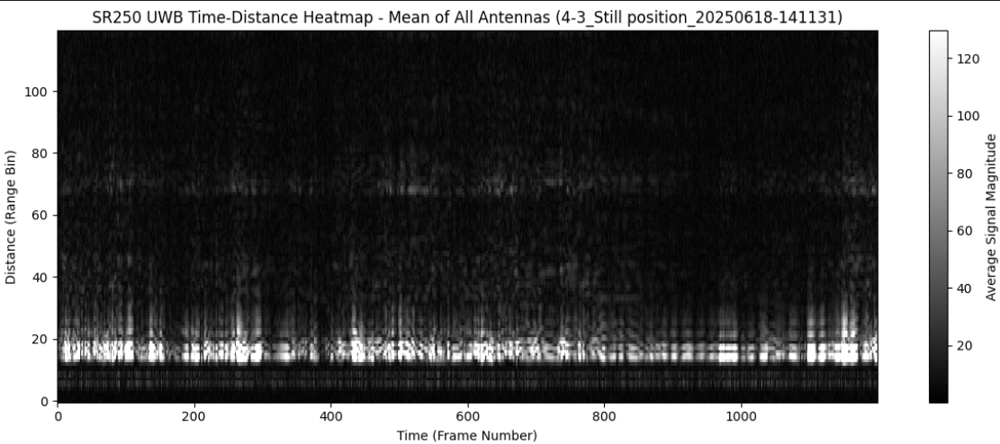 SR250 UWB Time-Distance Heatmap - Mean of All Antennas (4-3_Still position_20250618-141131)
100
80
60
40
20
0
Distance (Range Bin)
0 200 400 600 800 1000
Time (Frame Number)
120
100
80
60
40
20
Average Signal Magnitude